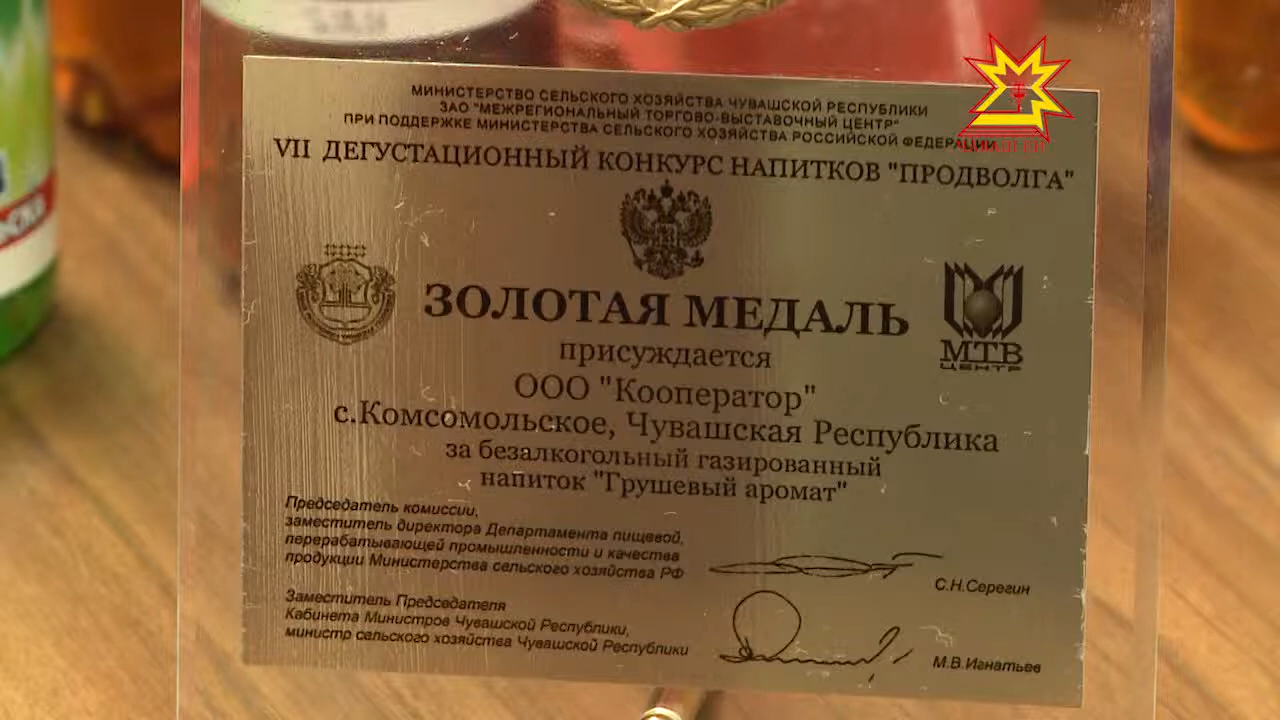 МИНИСТЕРСТВО СЕЛЬСКОГО ХОЗЯЙСТВА ЧУВАШСКОЙ РЕСПУБЛИКИ
ЗАО "МЕЖРЕГИОНАЛЬНЫЙ ТОРГОВО-ВЫСТАВОЧНЫЙ ЦЕНТР"
ПРИ ПОДДЕРЖКЕ МИНИСТЕРСТВА СЕЛЬСКОГО ХОЗЯЙСТВА РОССИЙСКОЙ ФЕДЕРАЦИИ
VII ДЕГУСТАЦИОННЫЙ КОНКУРС НАПИТКОВ "ПРОДВОЛГА"
ЗОЛОТАЯ МЕДАЛЬ
МТВ
ЦЕНТР
присуждается
ООО "Кооператор"
с.Комсомольское, Чувашская Республика
за безалкогольный газированный
напиток "Грушевый аромат"
Председатель комиссии,
заместитель директора Департамента пищевой,
перерабатывающей промышленности и качества
продукции Министерства сельского хозяйства РФ
С.Н.Серегин
Заместитель Председателя
Кабинета Министров Чувашской Республики,
министр сельского хозяйства Чувашской Республики
М.В.Игнатьев